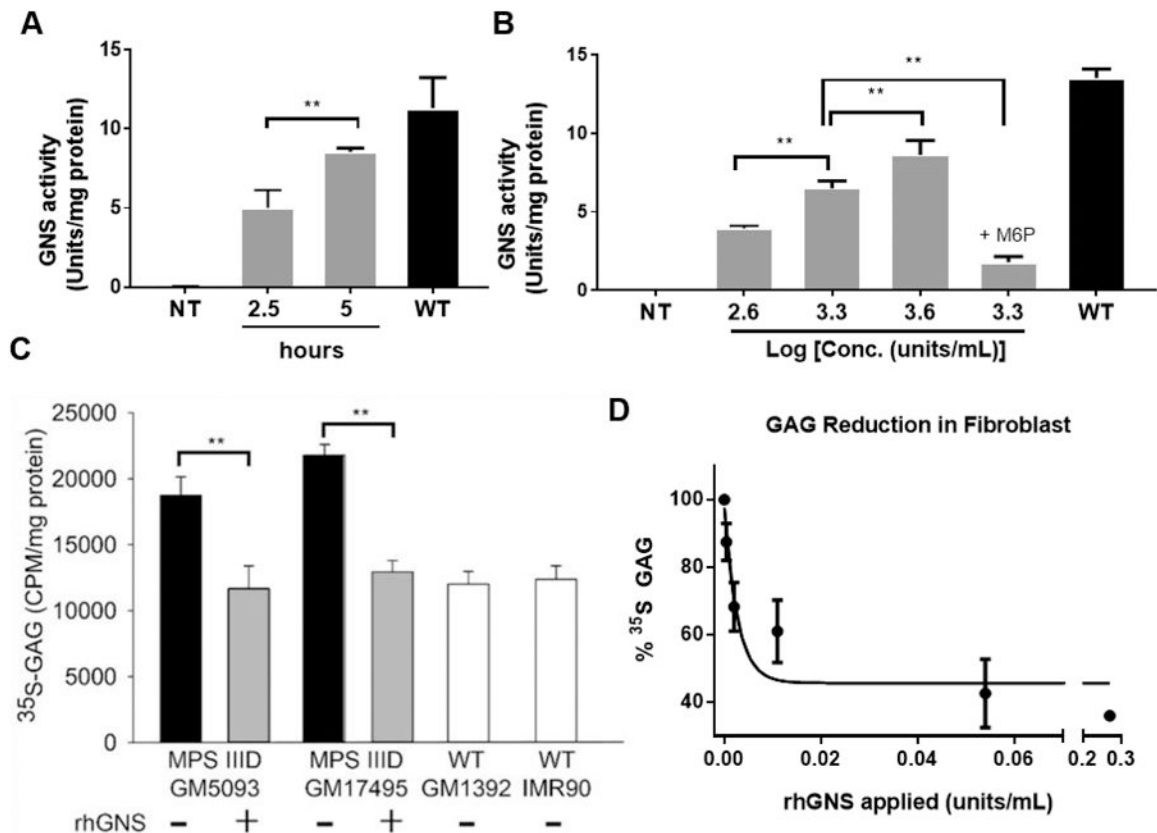 A
GNS activity
(Units/mg protein)
15
10
5
0
**
NT
2.5
5
WT
hours
B
GNS activity
(Units/mg protein)
15
10
5
0
**
**
**
+ M6P
NT
2.6
3.3
3.6
3.3
WT
Log [Conc. (units/mL)]
C
35S-GAG (CPM/mg protein)
25000
20000
15000
10000
5000
0
**
**
MPS IIID
GM5093
MPS IIID
GM17495
WT
GM1392
WT
IMR90
rhGNS
− + − + − −
D
GAG Reduction in Fibroblast
% 35S GAG
100
80
60
40
0.00 0.02 0.04 0.06 0.2 0.3
rhGNS applied (units/mL)